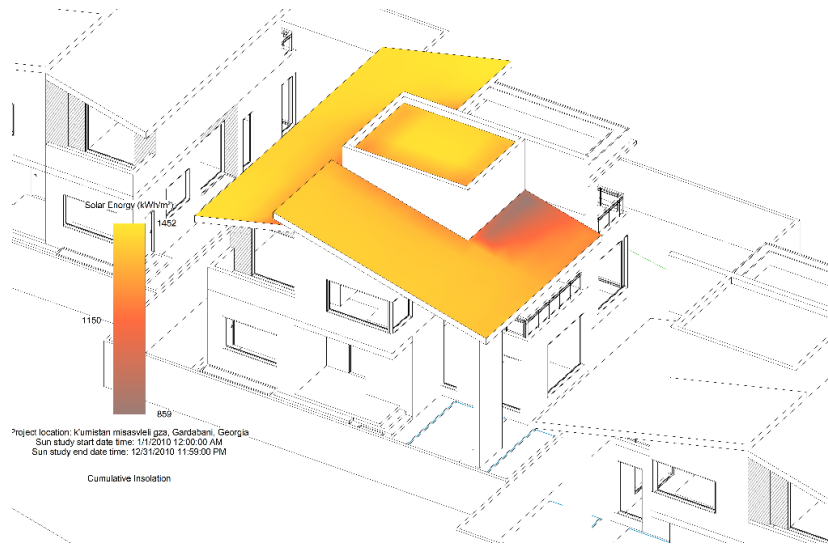 Solar Energy (kWh/m²)
1452
1150
859
Project location: Kumistan misasvleli gza, Gardabani, Georgia
Sun study start date time: 1/1/2010 12:00:00 AM
Sun study end date time: 12/31/2010 11:59:00 PM
Cumulative Insolation